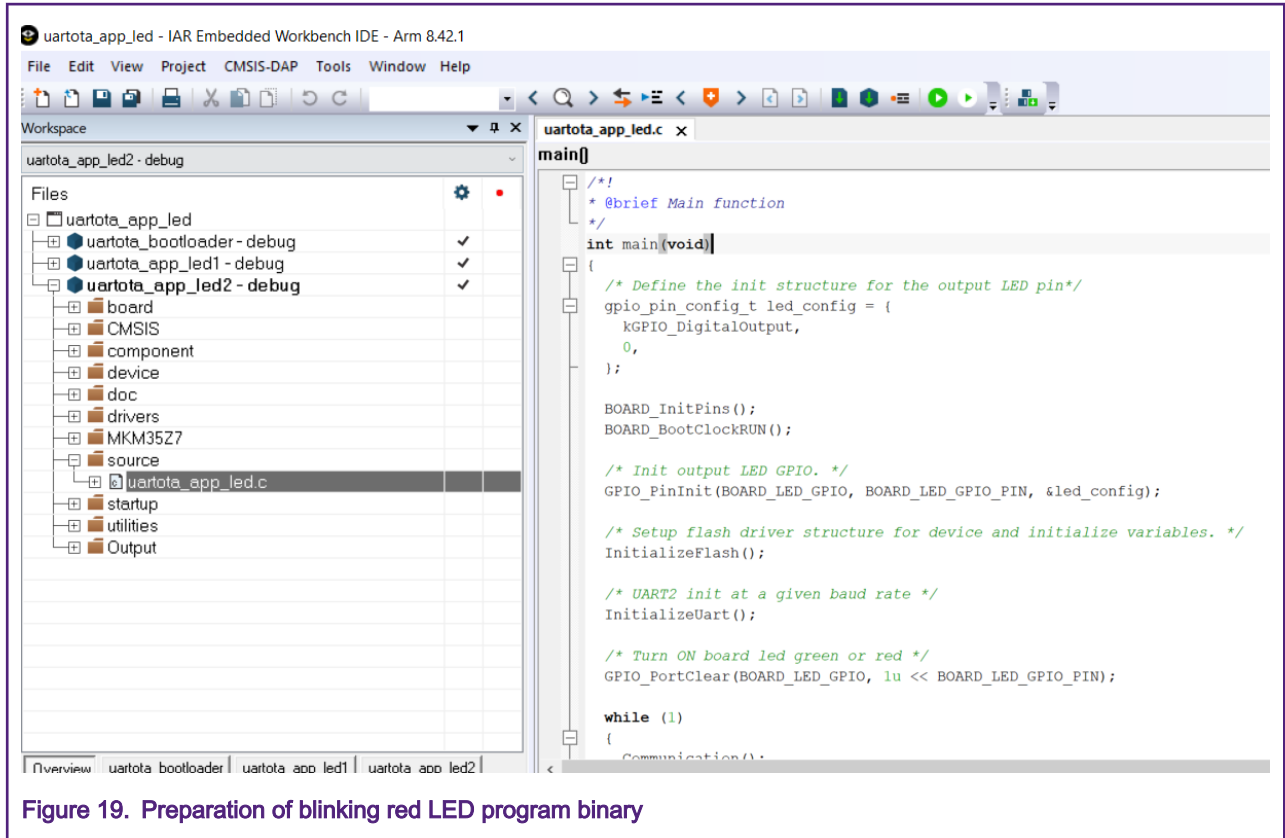 uartota_app_led - IAR Embedded Workbench IDE - Arm 8.42.1
File Edit View Project CMSIS-DAP Tools Window Help
Workspace
uartota_app_led2 - debug
Files
uartota_app_led
uartota_bootloader - debug
uartota_app_led1 - debug
uartota_app_led2 - debug
board
CMSIS
component
device
doc
drivers
MKM35Z7
source
uartota_app_led.c
startup
utilities
Output
Overview uartota_bootloader uartota_app_led1 uartota_app_led2
uartota_app_led.c
main()
/*!
* @brief Main function
*/
int main(void)
{
/* Define the init structure for the output LED pin*/
gpio_pin_config_t led_config = {
kGPIO_DigitalOutput,
0,
};
BOARD_InitPins();
BOARD_BootClockRUN();
/* Init output LED GPIO. */
GPIO_PinInit(BOARD_LED_GPIO, BOARD_LED_GPIO_PIN, &led_config);
/* Setup flash driver structure for device and initialize variables. */
InitializeFlash();
/* UART2 init at a given baud rate */
InitializeUart();
/* Turn ON board led green or red */
GPIO_PortClear(BOARD_LED_GPIO, 1u << BOARD_LED_GPIO_PIN);
while (1)
{
Communication();
Figure 19. Preparation of blinking red LED program binary